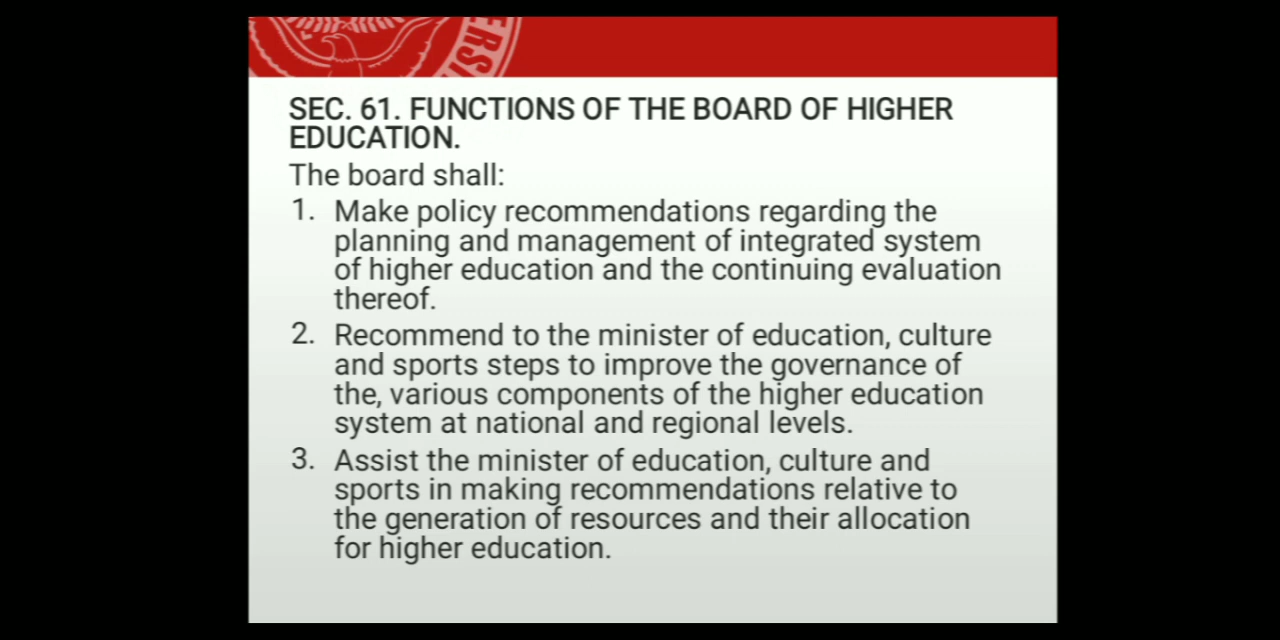 ERSI
SEC. 61. FUNCTIONS OF THE BOARD OF HIGHER
EDUCATION.
The board shall:
1. Make policy recommendations regarding the
planning and management of integrated system
of higher education and the continuing evaluation
thereof.
2. Recommend to the minister of education, culture
and sports steps to improve the governance of
the, various components of the higher education
system at national and regional levels.
3. Assist the minister of education, culture and
sports in making recommendations relative to
the generation of resources and their allocation
for higher education.